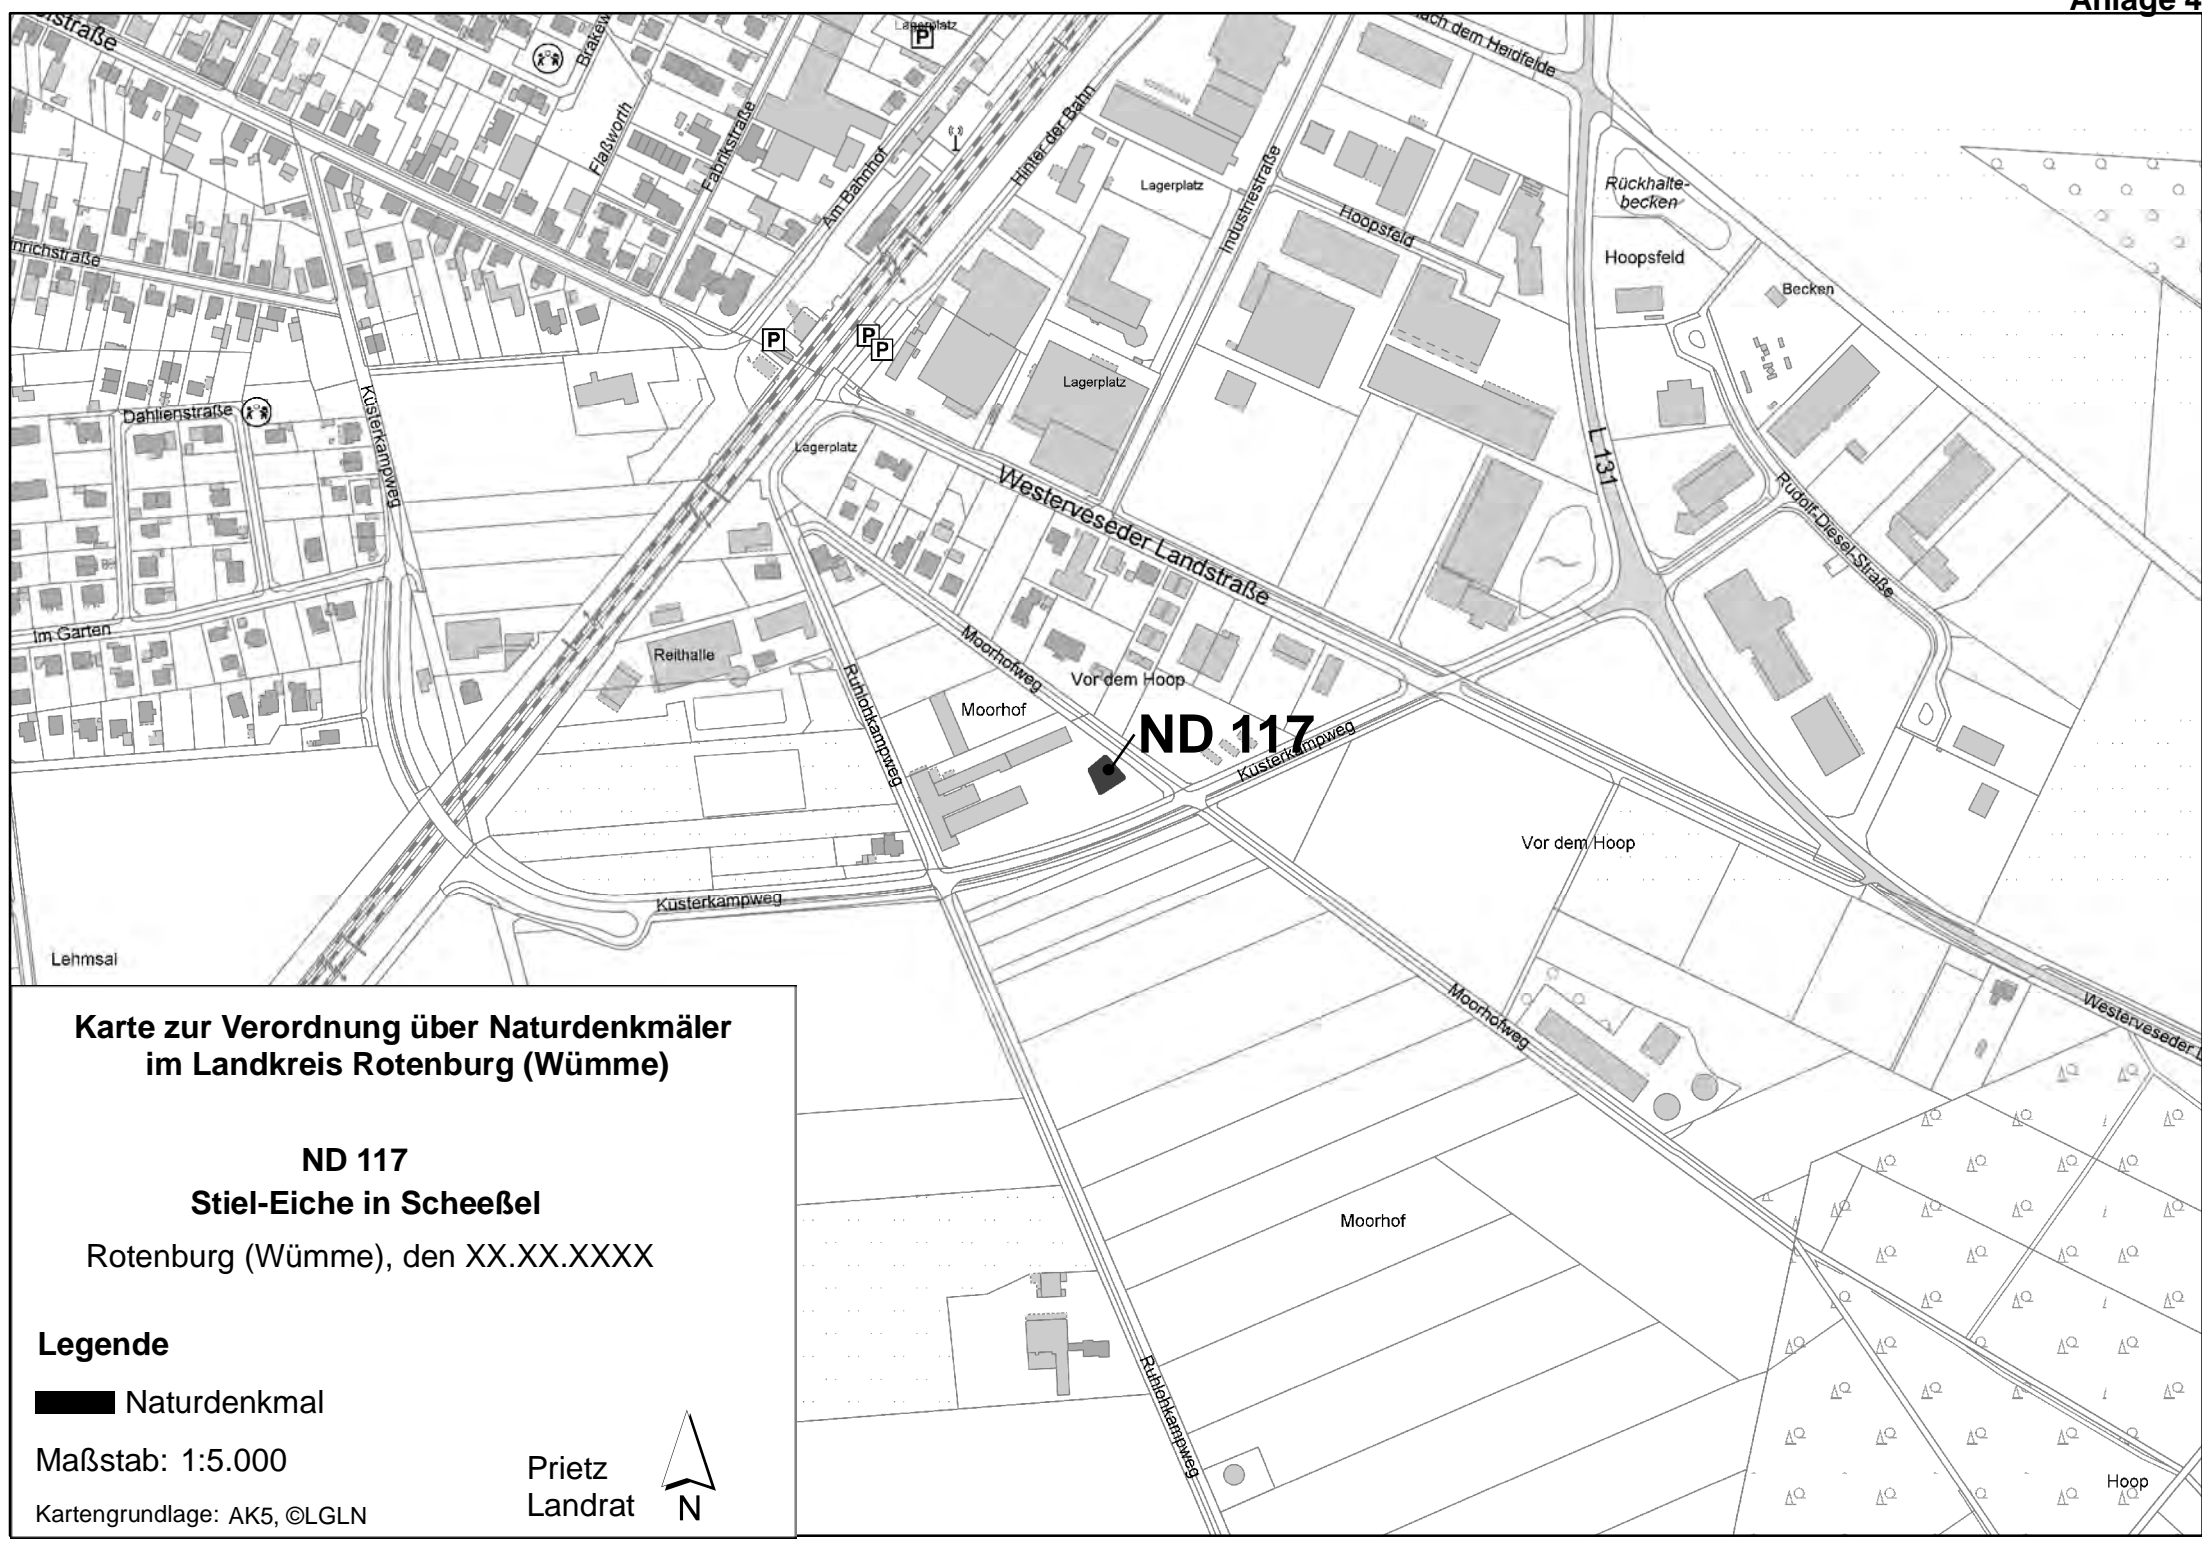 Anlage 4
Lagerplatz
P
nach dem Heidfelde
Flaßworth
Fabrikstraße
Am Bahnhof
Hinter der Bahn
Lagerplatz
Industriestraße
Hoopsfeld
Rückhalte-
becken
Hoopsfeld
Becken
P
P
P
Lagerplatz
Dahlienstraße
Küsterkampweg
Lagerplatz
Westerveseder Landstraße
L 131
Rudolf-Diesel-Straße
Im Garten
Reithalle
Moorhofweg
Vor dem Hoop
Ruhlohkampweg
Moorhof
ND 117
Küsterkampweg
Vor dem Hoop
Küsterkampweg
Lehmsal
Moorhofweg
Westerveseder L
Moorhof
Ruhlohkampweg
Hoop
Karte zur Verordnung über Naturdenkmäler
im Landkreis Rotenburg (Wümme)
ND 117
Stiel-Eiche in Scheeßel
Rotenburg (Wümme), den XX.XX.XXXX
Legende
Naturdenkmal
Maßstab: 1:5.000
Prietz
Landrat
N
Kartengrundlage: AK5, ©LGLN